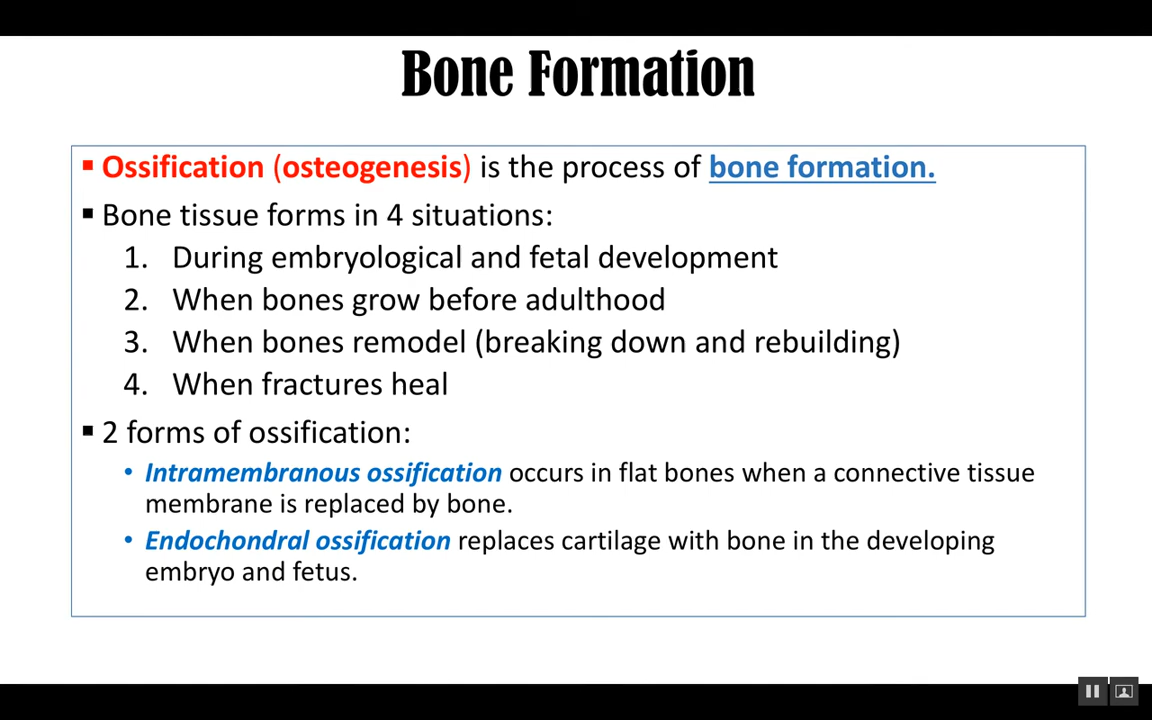 Bone Formation
▪ Ossification (osteogenesis) is the process of bone formation.
▪ Bone tissue forms in 4 situations:
1. During embryological and fetal development
2. When bones grow before adulthood
3. When bones remodel (breaking down and rebuilding)
4. When fractures heal
▪ 2 forms of ossification:
• Intramembranous ossification occurs in flat bones when a connective tissue
membrane is replaced by bone.
• Endochondral ossification replaces cartilage with bone in the developing
embryo and fetus.